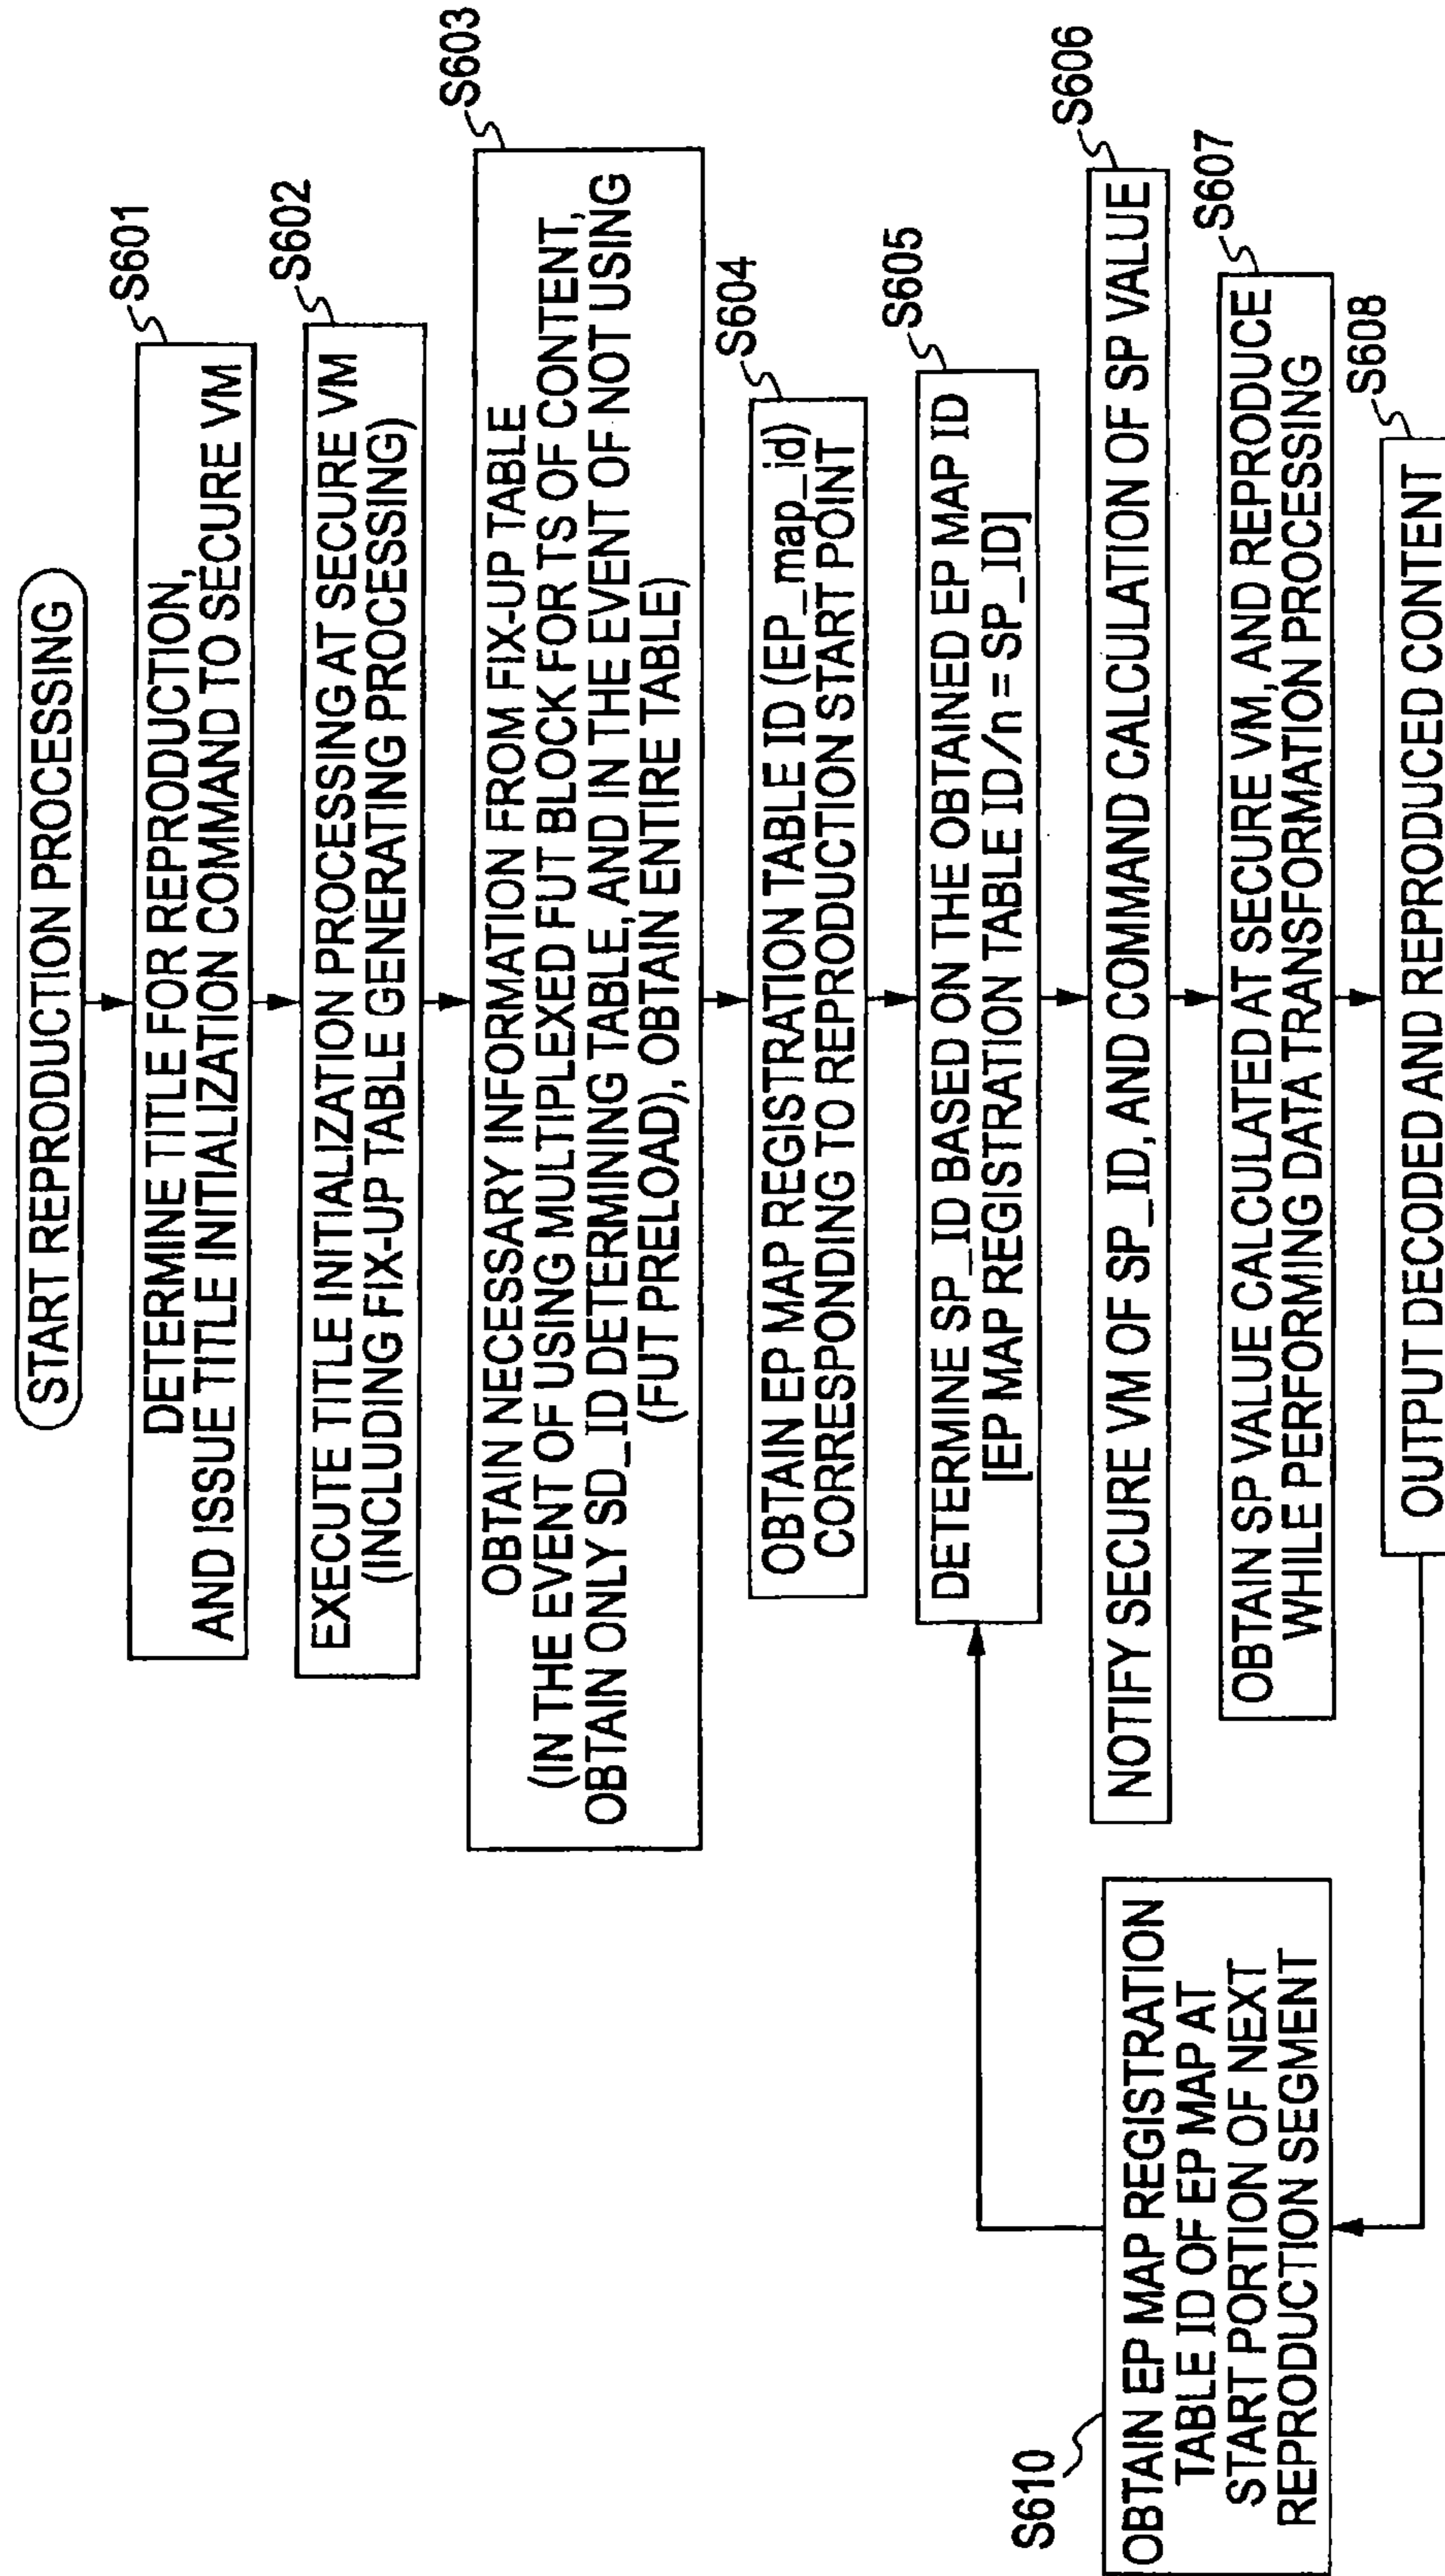 START REPRODUCTION PROCESSING
S601
DETERMINE TITLE FOR REPRODUCTION,
AND ISSUE TITLE INITIALIZATION COMMAND TO SECURE VM
S602
EXECUTE TITLE INITIALIZATION PROCESSING AT SECURE VM
(INCLUDING FIX-UP TABLE GENERATING PROCESSING)
S603
OBTAIN NECESSARY INFORMATION FROM FIX-UP TABLE
(IN THE EVENT OF USING MULTIPLEXED FUT BLOCK FOR TS OF CONTENT,
OBTAIN ONLY SD_ID DETERMINING TABLE, AND IN THE EVENT OF NOT USING
(FUT PRELOAD), OBTAIN ENTIRE TABLE)
S604
OBTAIN EP MAP REGISTRATION TABLE ID (EP_map_id)
CORRESPONDING TO REPRODUCTION START POINT
S605
DETERMINE SP_ID BASED ON THE OBTAINED EP MAP ID
[EP MAP REGISTRATION TABLE ID/n = SP_ID]
S606
NOTIFY SECURE VM OF SP_ID, AND COMMAND CALCULATION OF SP VALUE
S607
OBTAIN SP VALUE CALCULATED AT SECURE VM, AND REPRODUCE
WHILE PERFORMING DATA TRANSFORMATION PROCESSING
S608
OUTPUT DECODED AND REPRODUCED CONTENT
S610
OBTAIN EP MAP REGISTRATION
TABLE ID OF EP MAP AT
START PORTION OF NEXT
REPRODUCTION SEGMENT